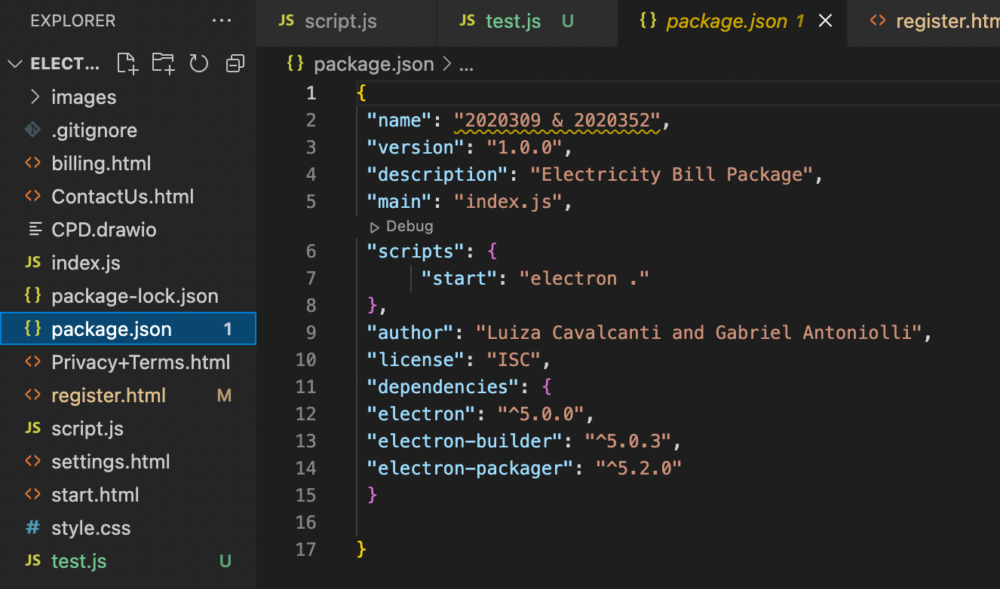 EXPLORER ...
ELECT...
images
.gitignore
billing.html
ContactUs.html
CPD.drawio
JS index.js
{} package-lock.json
{} package.json 1
Privacy+Terms.html
register.html M
JS script.js
settings.html
start.html
# style.css
JS test.js U
JS script.js
JS test.js U
{} package.json 1
register.htm
{} package.json > ...
1 {
2 "name": "2020309 & 2020352",
3 "version": "1.0.0",
4 "description": "Electricity Bill Package",
5 "main": "index.js",
Debug
6 "scripts": {
7 "start": "electron ."
8 },
9 "author": "Luiza Cavalcanti and Gabriel Antoniolli",
10 "license": "ISC",
11 "dependencies": {
12 "electron": "^5.0.0",
13 "electron-builder": "^5.0.3",
14 "electron-packager": "^5.2.0"
15 }
16
17 }